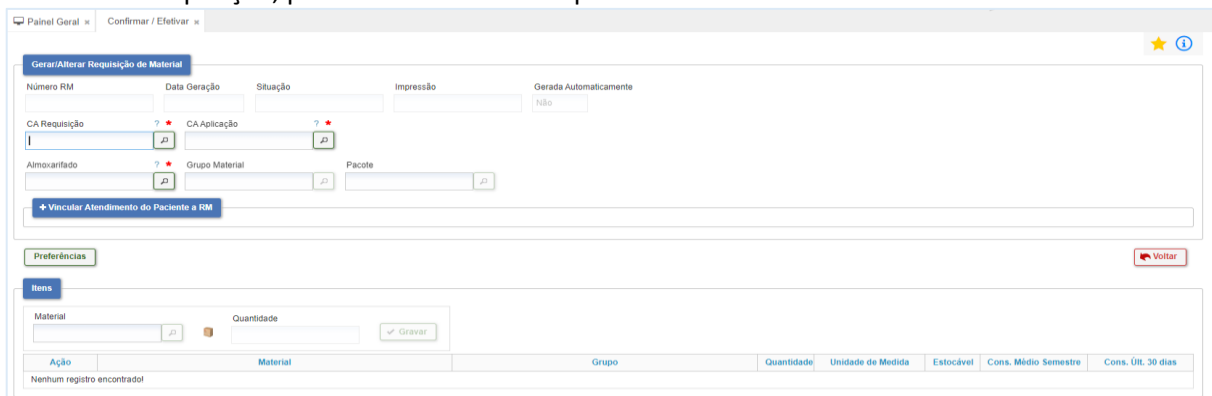 Painel Geral × Confirmar / Efetivar ×
Gerar/Alterar Requisição de Material
Número RM Data Geração Situação Impressão Gerada Automaticamente
Não
CA Requisição ? * CA Aplicação ? *
Almoxarifado ? * Grupo Material Pacote
+ Vincular Atendimento do Paciente a RM
Preferências Voltar
Itens
Material Quantidade
Gravar
Ação Material Grupo Quantidade Unidade de Medida Estocável Cons. Médio Semestre Cons. Últ. 30 dias
Nenhum registro encontrado!